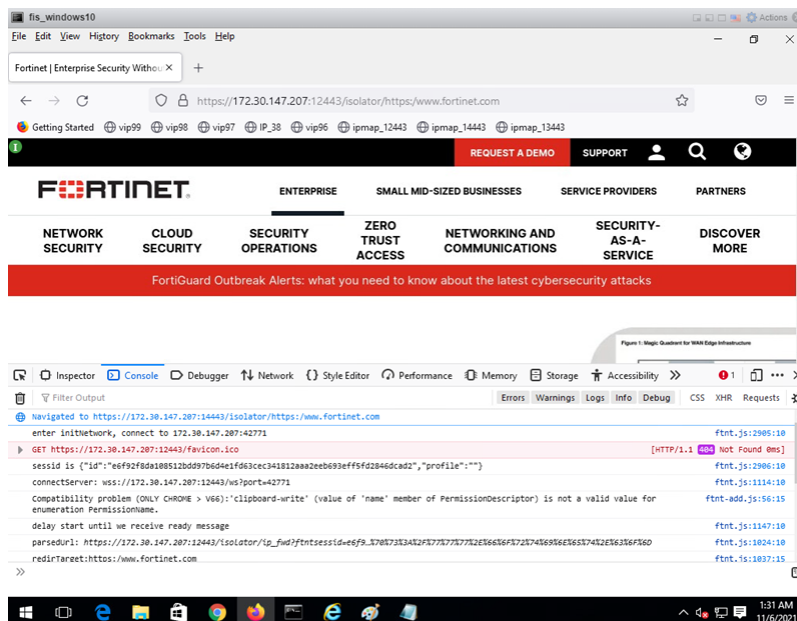 fis_windows10
Actions
File Edit View History Bookmarks Tools Help
Fortinet | Enterprise Security Withou
https://172.30.147.207:12443/isolator/https:/www.fortinet.com
Getting Started vip99 vip98 vip97 IP_38 vip96 ipmap_12443 ipmap_14443 ipmap_13443
I
REQUEST A DEMO SUPPORT
FORTINET
ENTERPRISE SMALL MID-SIZED BUSINESSES SERVICE PROVIDERS PARTNERS
NETWORK SECURITY CLOUD SECURITY SECURITY OPERATIONS ZERO TRUST ACCESS NETWORKING AND COMMUNICATIONS SECURITY-AS-A-SERVICE DISCOVER MORE
FortiGuard Outbreak Alerts: what you need to know about the latest cybersecurity attacks
Figure 1: Magic Quadrant for WAN Edge Infrastructure
Inspector Console Debugger Network Style Editor Performance Memory Storage Accessibility 1
Filter Output Errors Warnings Logs Info Debug CSS XHR Requests
Navigated to https://172.30.147.207:14443/isolator/https:/www.fortinet.com
enter initNetwork, connect to 172.30.147.207:42771 ftnt.js:2905:10
GET https://172.30.147.207:12443/favicon.ico [HTTP/1.1 404 Not Found 0ms]
sessid is {"id":"e6f92f8da108512bdd97b6d4e1fd63cec341812aaa2eeb693eff5fd2846dcad2","profile":""} ftnt.js:2906:10
connectServer: wss://172.30.147.207:12443/ws?port=42771 ftnt.js:1114:10
Compatibility problem (ONLY CHROME > V66):'clipboard-write' (value of 'name' member of PermissionDescriptor) is not a valid value for ftnt-add.js:56:15
enumeration PermissionName.
delay start until we receive ready message ftnt.js:1147:10
parsedUrl: https://172.30.147.207:12443/isolator/ip_fwd?ftntsessid=e6f9…%70%73%3A%2F%77%77%77%2E%66%6F%72%74%69%6E%65%74%2E%63%6F%6D ftnt.js:1024:10
redirTarget:https:/www.fortinet.com ftnt.js:1037:15
1:31 AM
11/6/2021